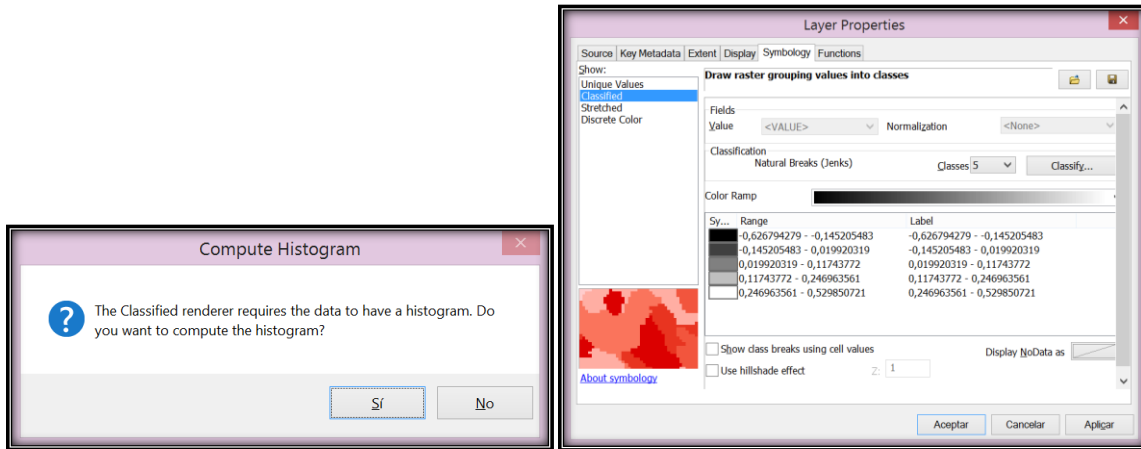 Compute Histogram
The Classified renderer requires the data to have a histogram. Do
you want to compute the histogram?
Sí No
Layer Properties
Source Key Metadata Extent Display Symbology Functions
Show:
Unique Values
Classified
Stretched
Discrete Color
About symbology
Draw raster grouping values into classes
Fields
Value <VALUE> Normalization <None>
Classification
Natural Breaks (Jenks) Classes 5 Classify...
Color Ramp
Sy... Range Label
-0,626794279 - -0,145205483 -0,626794279 - -0,145205483
-0,145205483 - 0,019920319 -0,145205483 - 0,019920319
0,019920319 - 0,11743772 0,019920319 - 0,11743772
0,11743772 - 0,246963561 0,11743772 - 0,246963561
0,246963561 - 0,529850721 0,246963561 - 0,529850721
Show class breaks using cell values Display NoData as
Use hillshade effect Z: 1
Aceptar Cancelar Aplicar